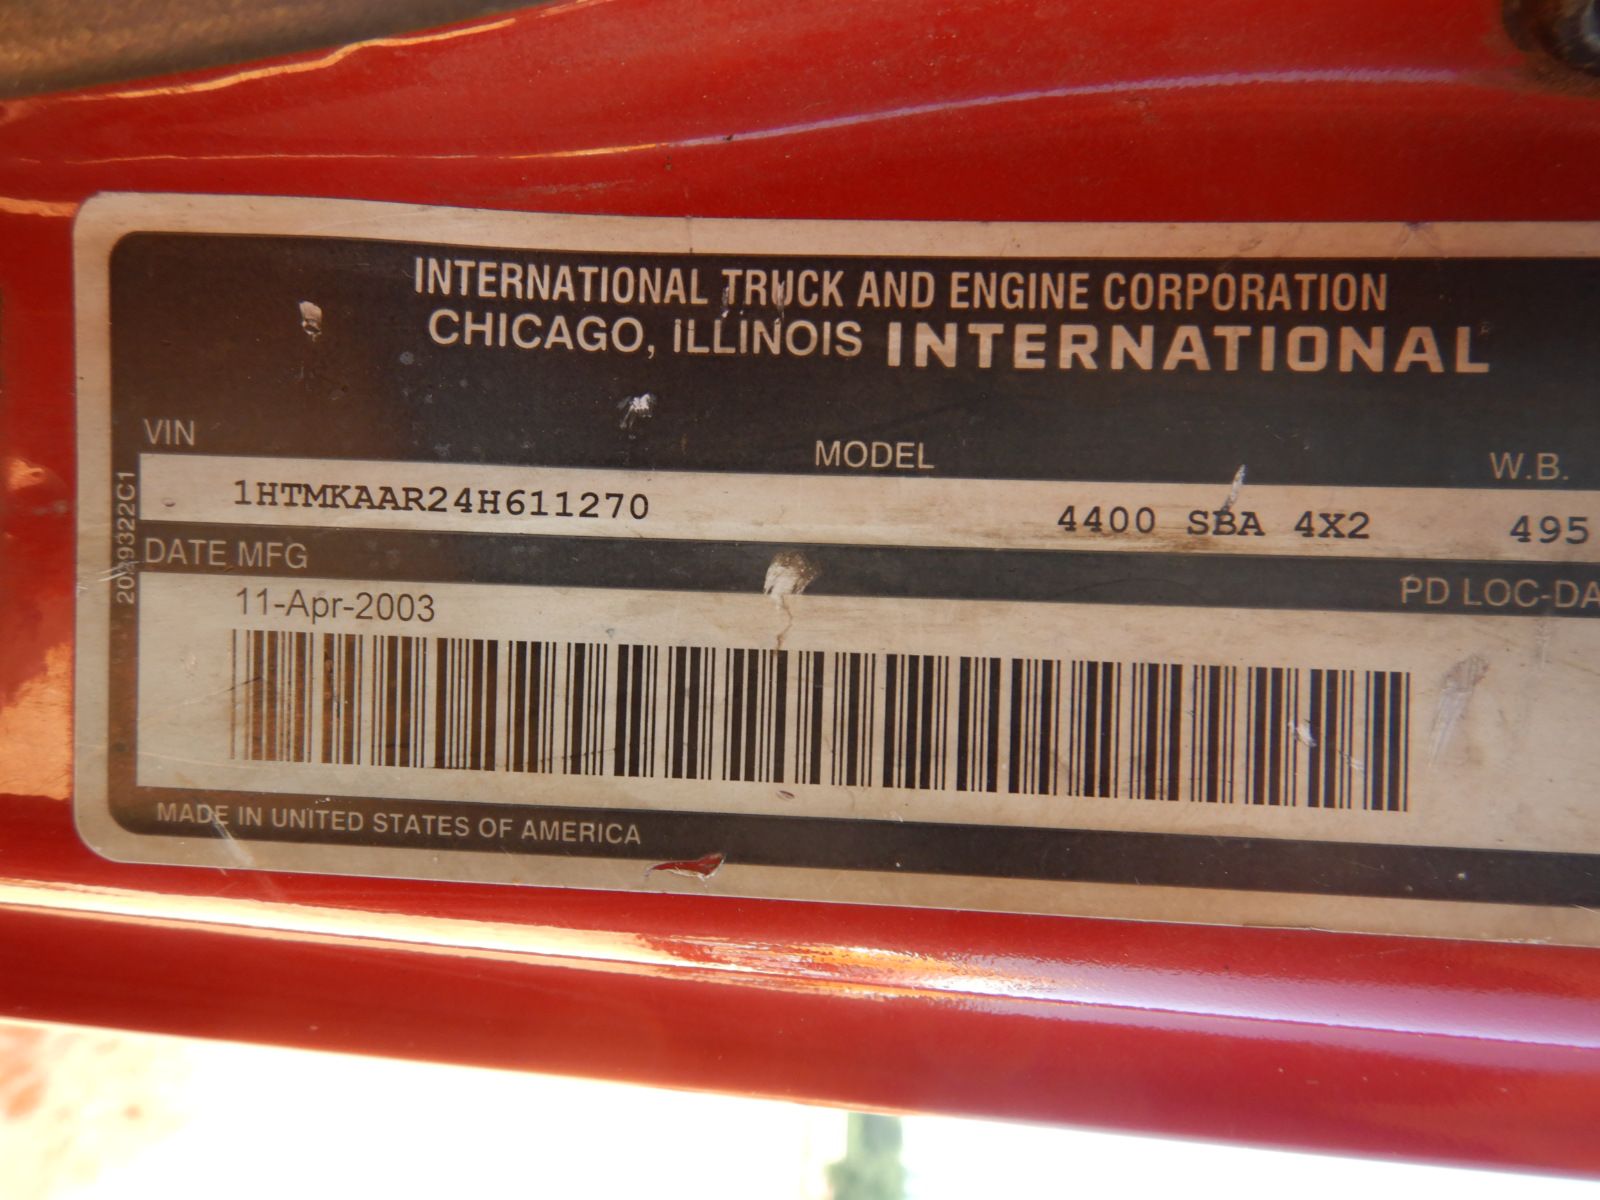 INTERNATIONAL TRUCK AND ENGINE CORPORATION
CHICAGO, ILLINOIS INTERNATIONAL®
VIN MODEL W.B.
1HTMKAAR24H611270 4400 SBA 4X2 495
DATE MFG PD LOC-DA
11-Apr-2003
MADE IN UNITED STATES OF AMERICA